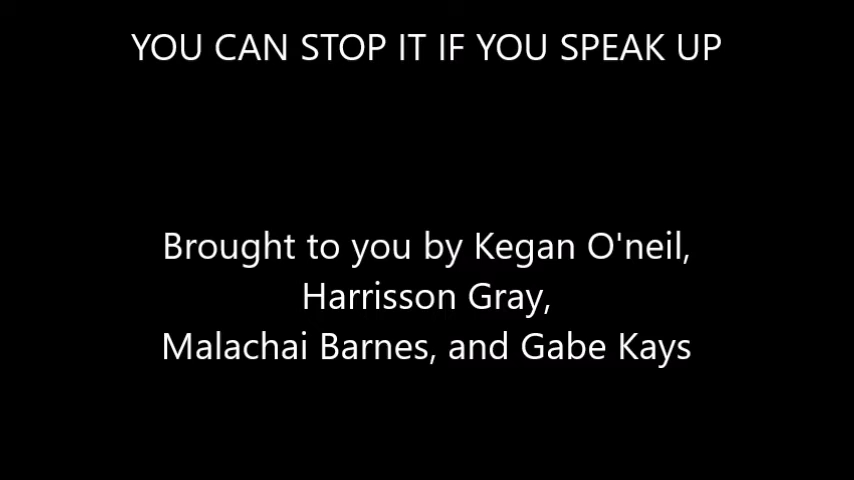 YOU CAN STOP IT IF YOU SPEAK UP
Brought to you by Kegan O'neil,
Harrisson Gray,
Malachai Barnes, and Gabe Kays